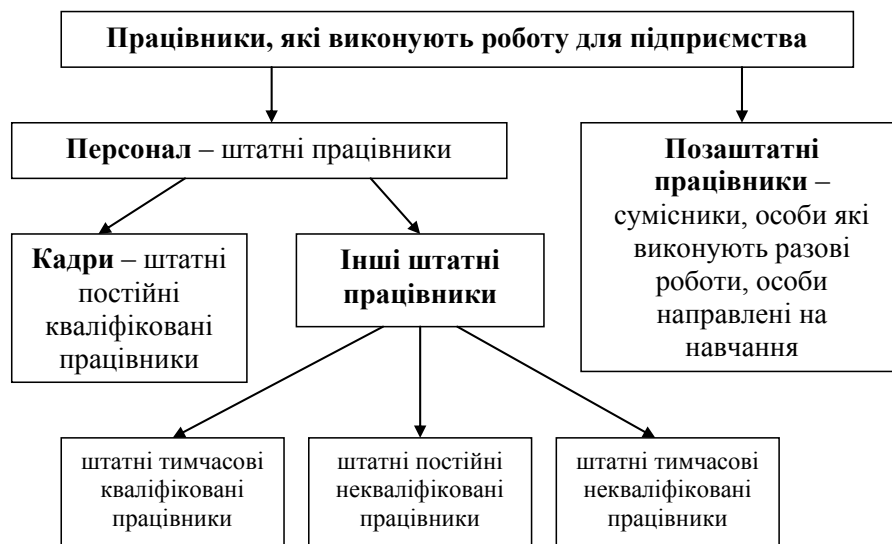 Працівники, які виконують роботу для підприємства
Персонал – штатні працівники
Позаштатні
працівники –
сумісники, особи які
виконують разові
роботи, особи
направлені на
навчання
Кадри – штатні
постійні
кваліфіковані
працівники
Інші штатні
працівники
штатні тимчасові
кваліфіковані
працівники
штатні постійні
некваліфіковані
працівники
штатні тимчасові
некваліфіковані
працівники